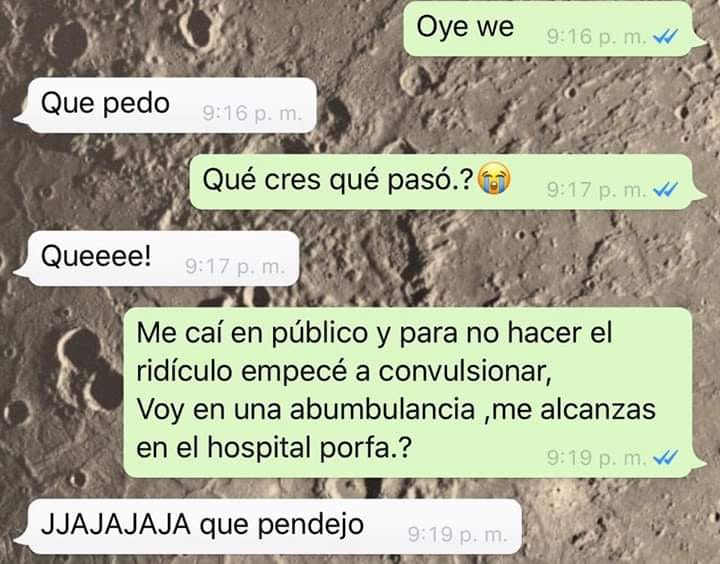 Oye we 9:16 p. m.
Que pedo 9:16 p. m.
Qué cres qué pasó.?😭 9:17 p. m.
Queeee! 9:17 p. m.
Me caí en público y para no hacer el
ridículo empecé a convulsionar,
Voy en una abumbulancia ,me alcanzas
en el hospital porfa.? 9:19 p. m.
JJAJAJAJA que pendejo 9:19 p. m.